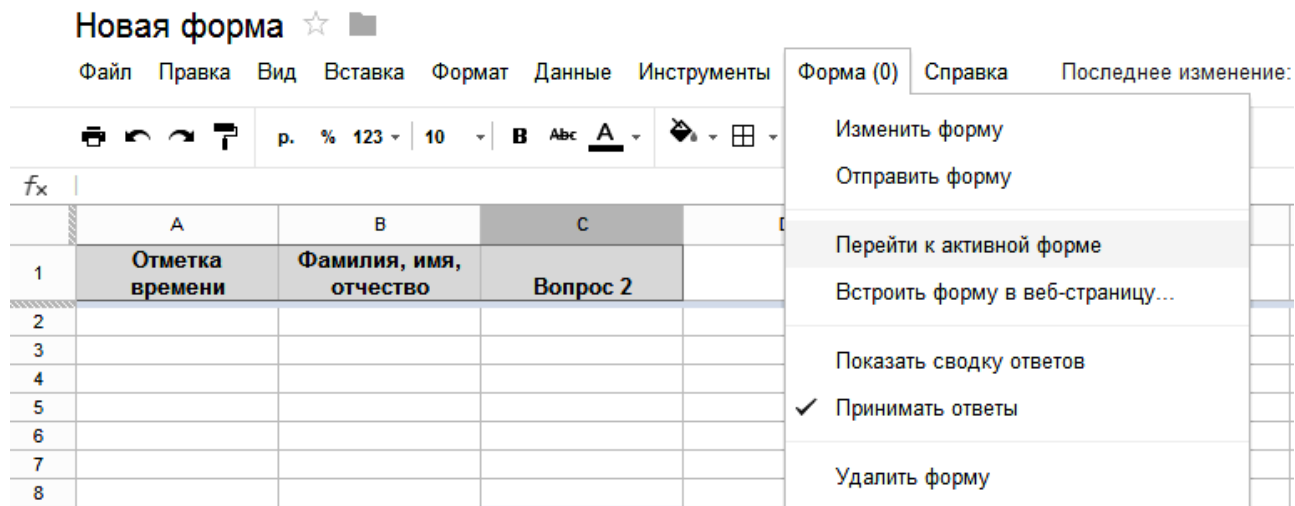 Новая форма
Файл Правка Вид Вставка Формат Данные Инструменты Форма (0) Справка Последнее изменение:
р. % 123 10 B Abc A
fx
A B C
1 Отметка времени Фамилия, имя, отчество Вопрос 2
2
3
4
5
6
7
8
Изменить форму
Отправить форму
Перейти к активной форме
Встроить форму в веб-страницу...
Показать сводку ответов
Принимать ответы
Удалить форму